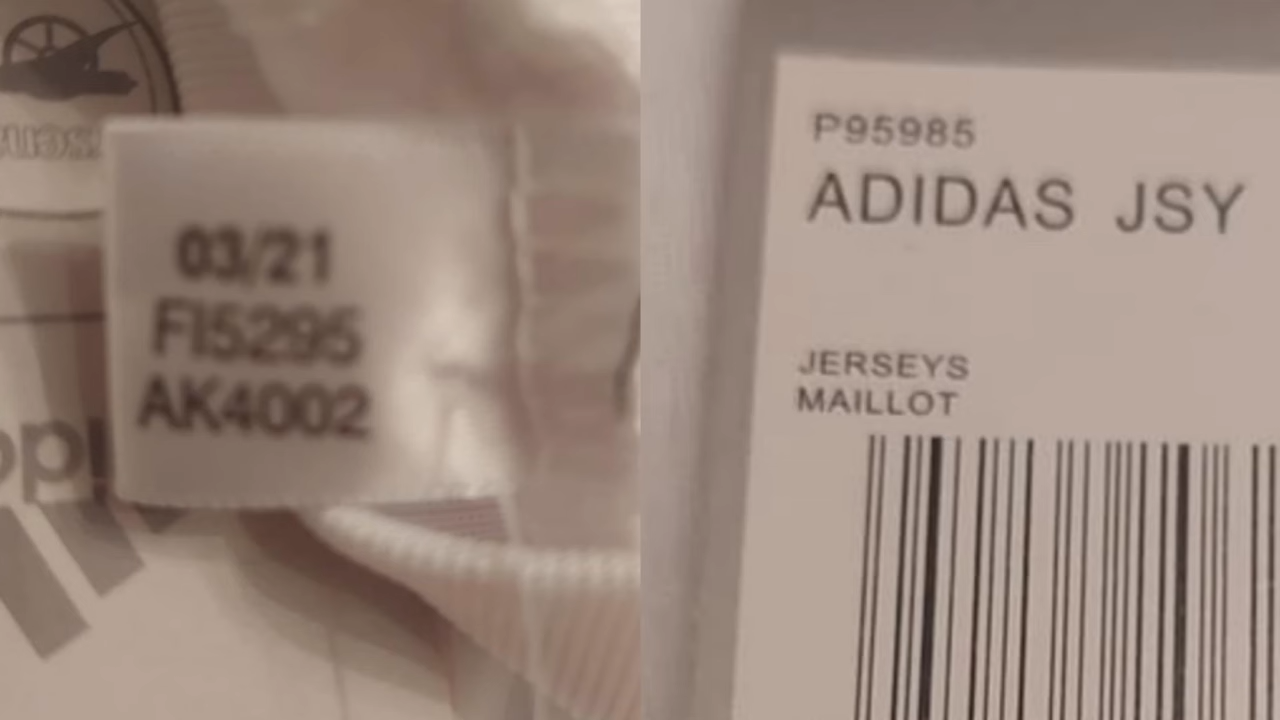 03/21
FI5295
AK4002
P95985
ADIDAS JSY
JERSEYS
MAILLOT